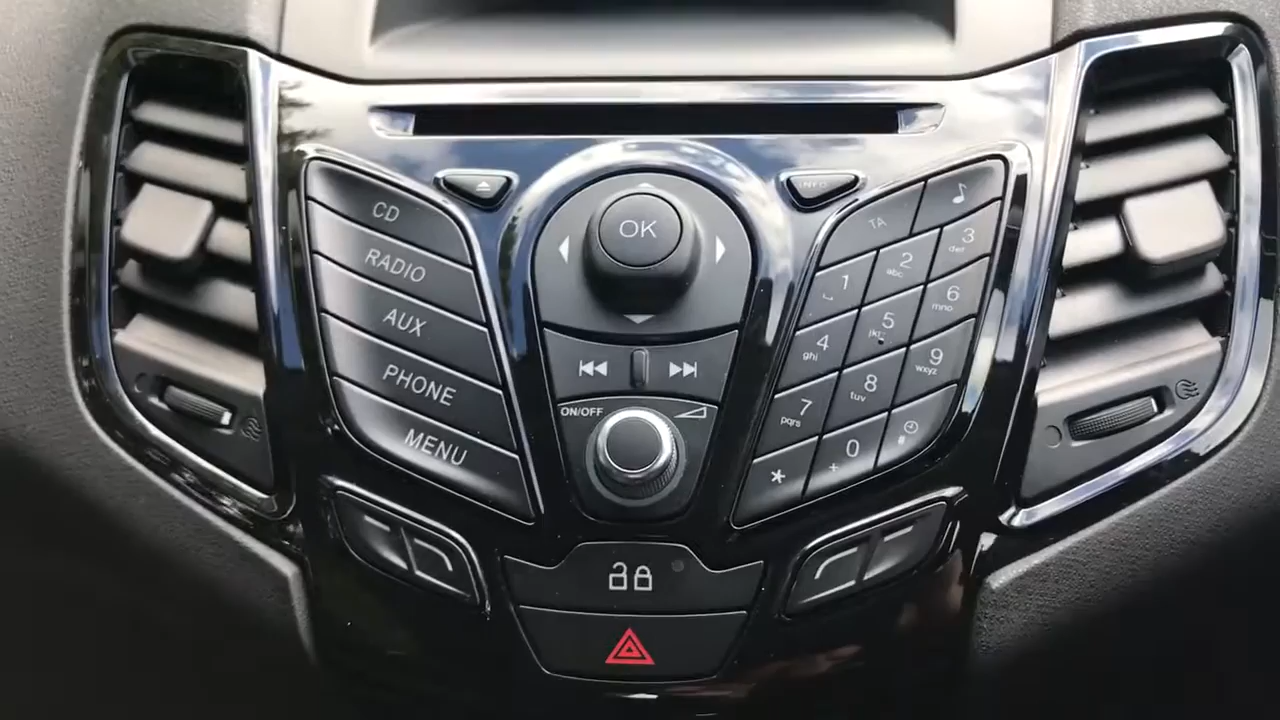 INFO
OK
CD
RADIO
AUX
PHONE
MENU
ON/OFF
TA
1
2
abc
3
def
4
ghi
5
jkl
6
mno
7
pqrs
8
tuv
9
wxyz
*
0
+
#